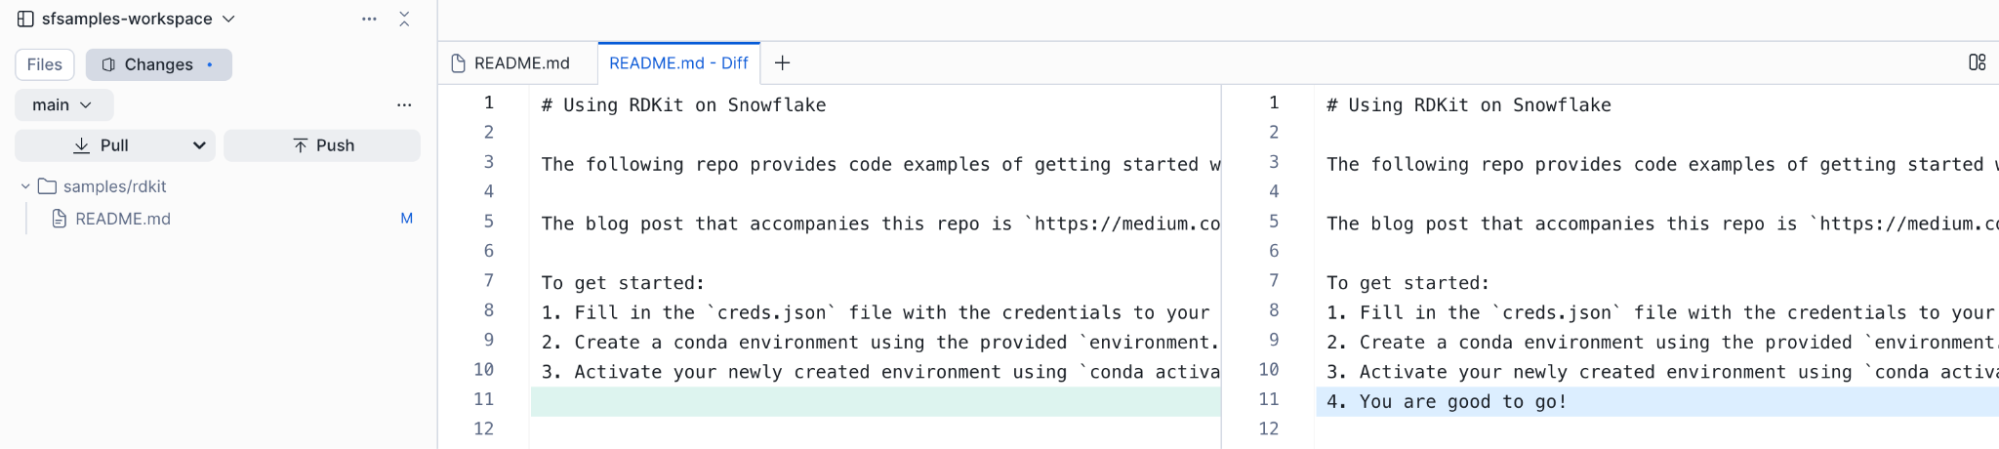 sfsamples-workspace
Files
Changes
main
Pull
Push
samples/rdkit
README.md
M
README.md
README.md - Diff
1 # Using RDKit on Snowflake
2
3 The following repo provides code examples of getting started w
4
5 The blog post that accompanies this repo is `https://medium.co
6
7 To get started:
8 1. Fill in the `creds.json` file with the credentials to your
9 2. Create a conda environment using the provided `environment.
10 3. Activate your newly created environment using `conda activa
11
12
1 # Using RDKit on Snowflake
2
3 The following repo provides code examples of getting started w
4
5 The blog post that accompanies this repo is `https://medium.co
6
7 To get started:
8 1. Fill in the `creds.json` file with the credentials to your
9 2. Create a conda environment using the provided `environment.
10 3. Activate your newly created environment using `conda activa
11 4. You are good to go!
12